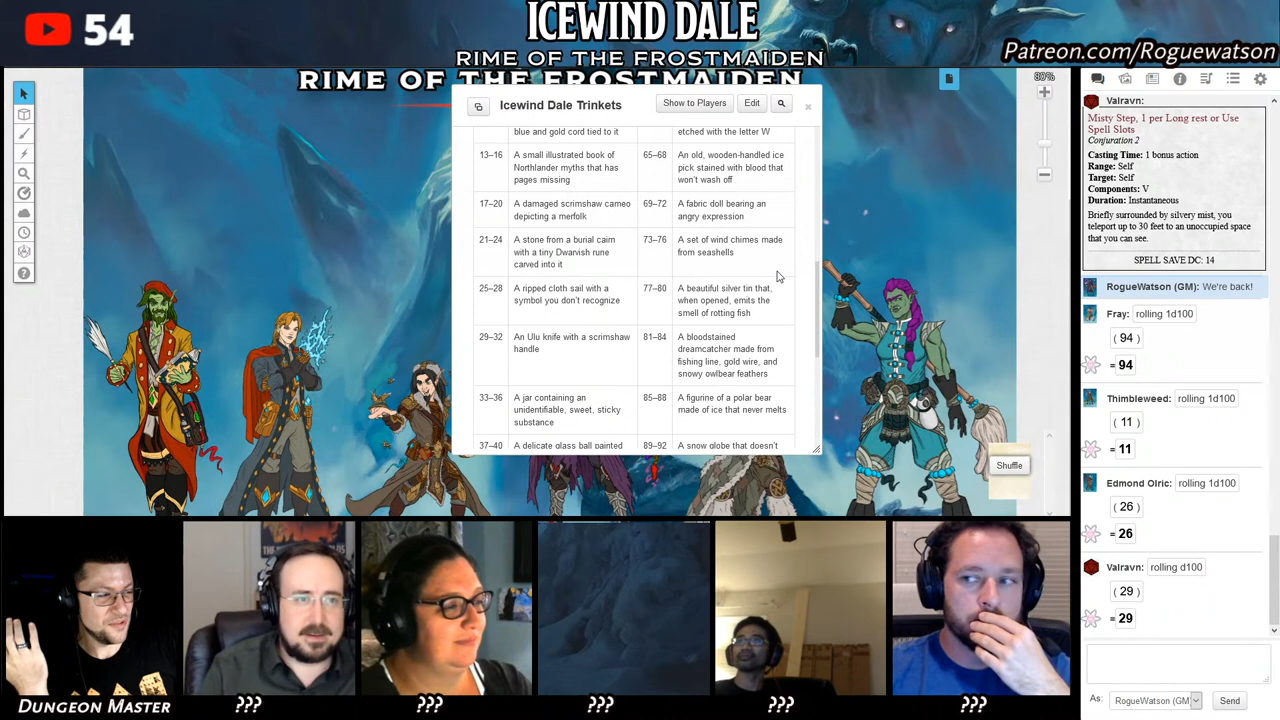 54
ICEWIND DALE
RIME OF THE FROSTMAIDEN
Patreon.com/Roguewatson
RIME OF THE FROSTMAIDEN
80%
Icewind Dale Trinkets
Show to Players
Edit
blue and gold cord tied to it
etched with the letter W
13–16
A small illustrated book of
Northlander myths that has
pages missing
65–68
An old, wooden-handled ice
pick stained with blood that
won't wash off
17–20
A damaged scrimshaw cameo
depicting a merfolk
69–72
A fabric doll bearing an
angry expression
21–24
A stone from a burial cairn
with a tiny Dwarvish rune
carved into it
73–76
A set of wind chimes made
from seashells
25–28
A ripped cloth sail with a
symbol you don't recognize
77–80
A beautiful silver tin that,
when opened, emits the
smell of rotting fish
29–32
An Ulu knife with a scrimshaw
handle
81–84
A bloodstained
dreamcatcher made from
fishing line, gold wire, and
snowy owlbear feathers
33–36
A jar containing an
unidentifiable, sweet, sticky
substance
85–88
A figurine of a polar bear
made of ice that never melts
37–40
A delicate glass ball painted
89–92
A snow globe that doesn't
Shuffle
Valravn:
Misty Step, 1 per Long rest or Use
Spell Slots
Conjuration 2
Casting Time: 1 bonus action
Range: Self
Target: Self
Components: V
Duration: Instantaneous
Briefly surrounded by silvery mist, you
teleport up to 30 feet to an unoccupied space
that you can see.
SPELL SAVE DC: 14
RogueWatson (GM): We're back!
Fray: rolling 1d100
( 94 )
= 94
Thimbleweed: rolling 1d100
( 11 )
= 11
Edmond Olric: rolling 1d100
( 26 )
= 26
Valravn: rolling d100
( 29 )
= 29
As:
RogueWatson (GM)
Send
DUNGEON MASTER
???
???
???
???
???